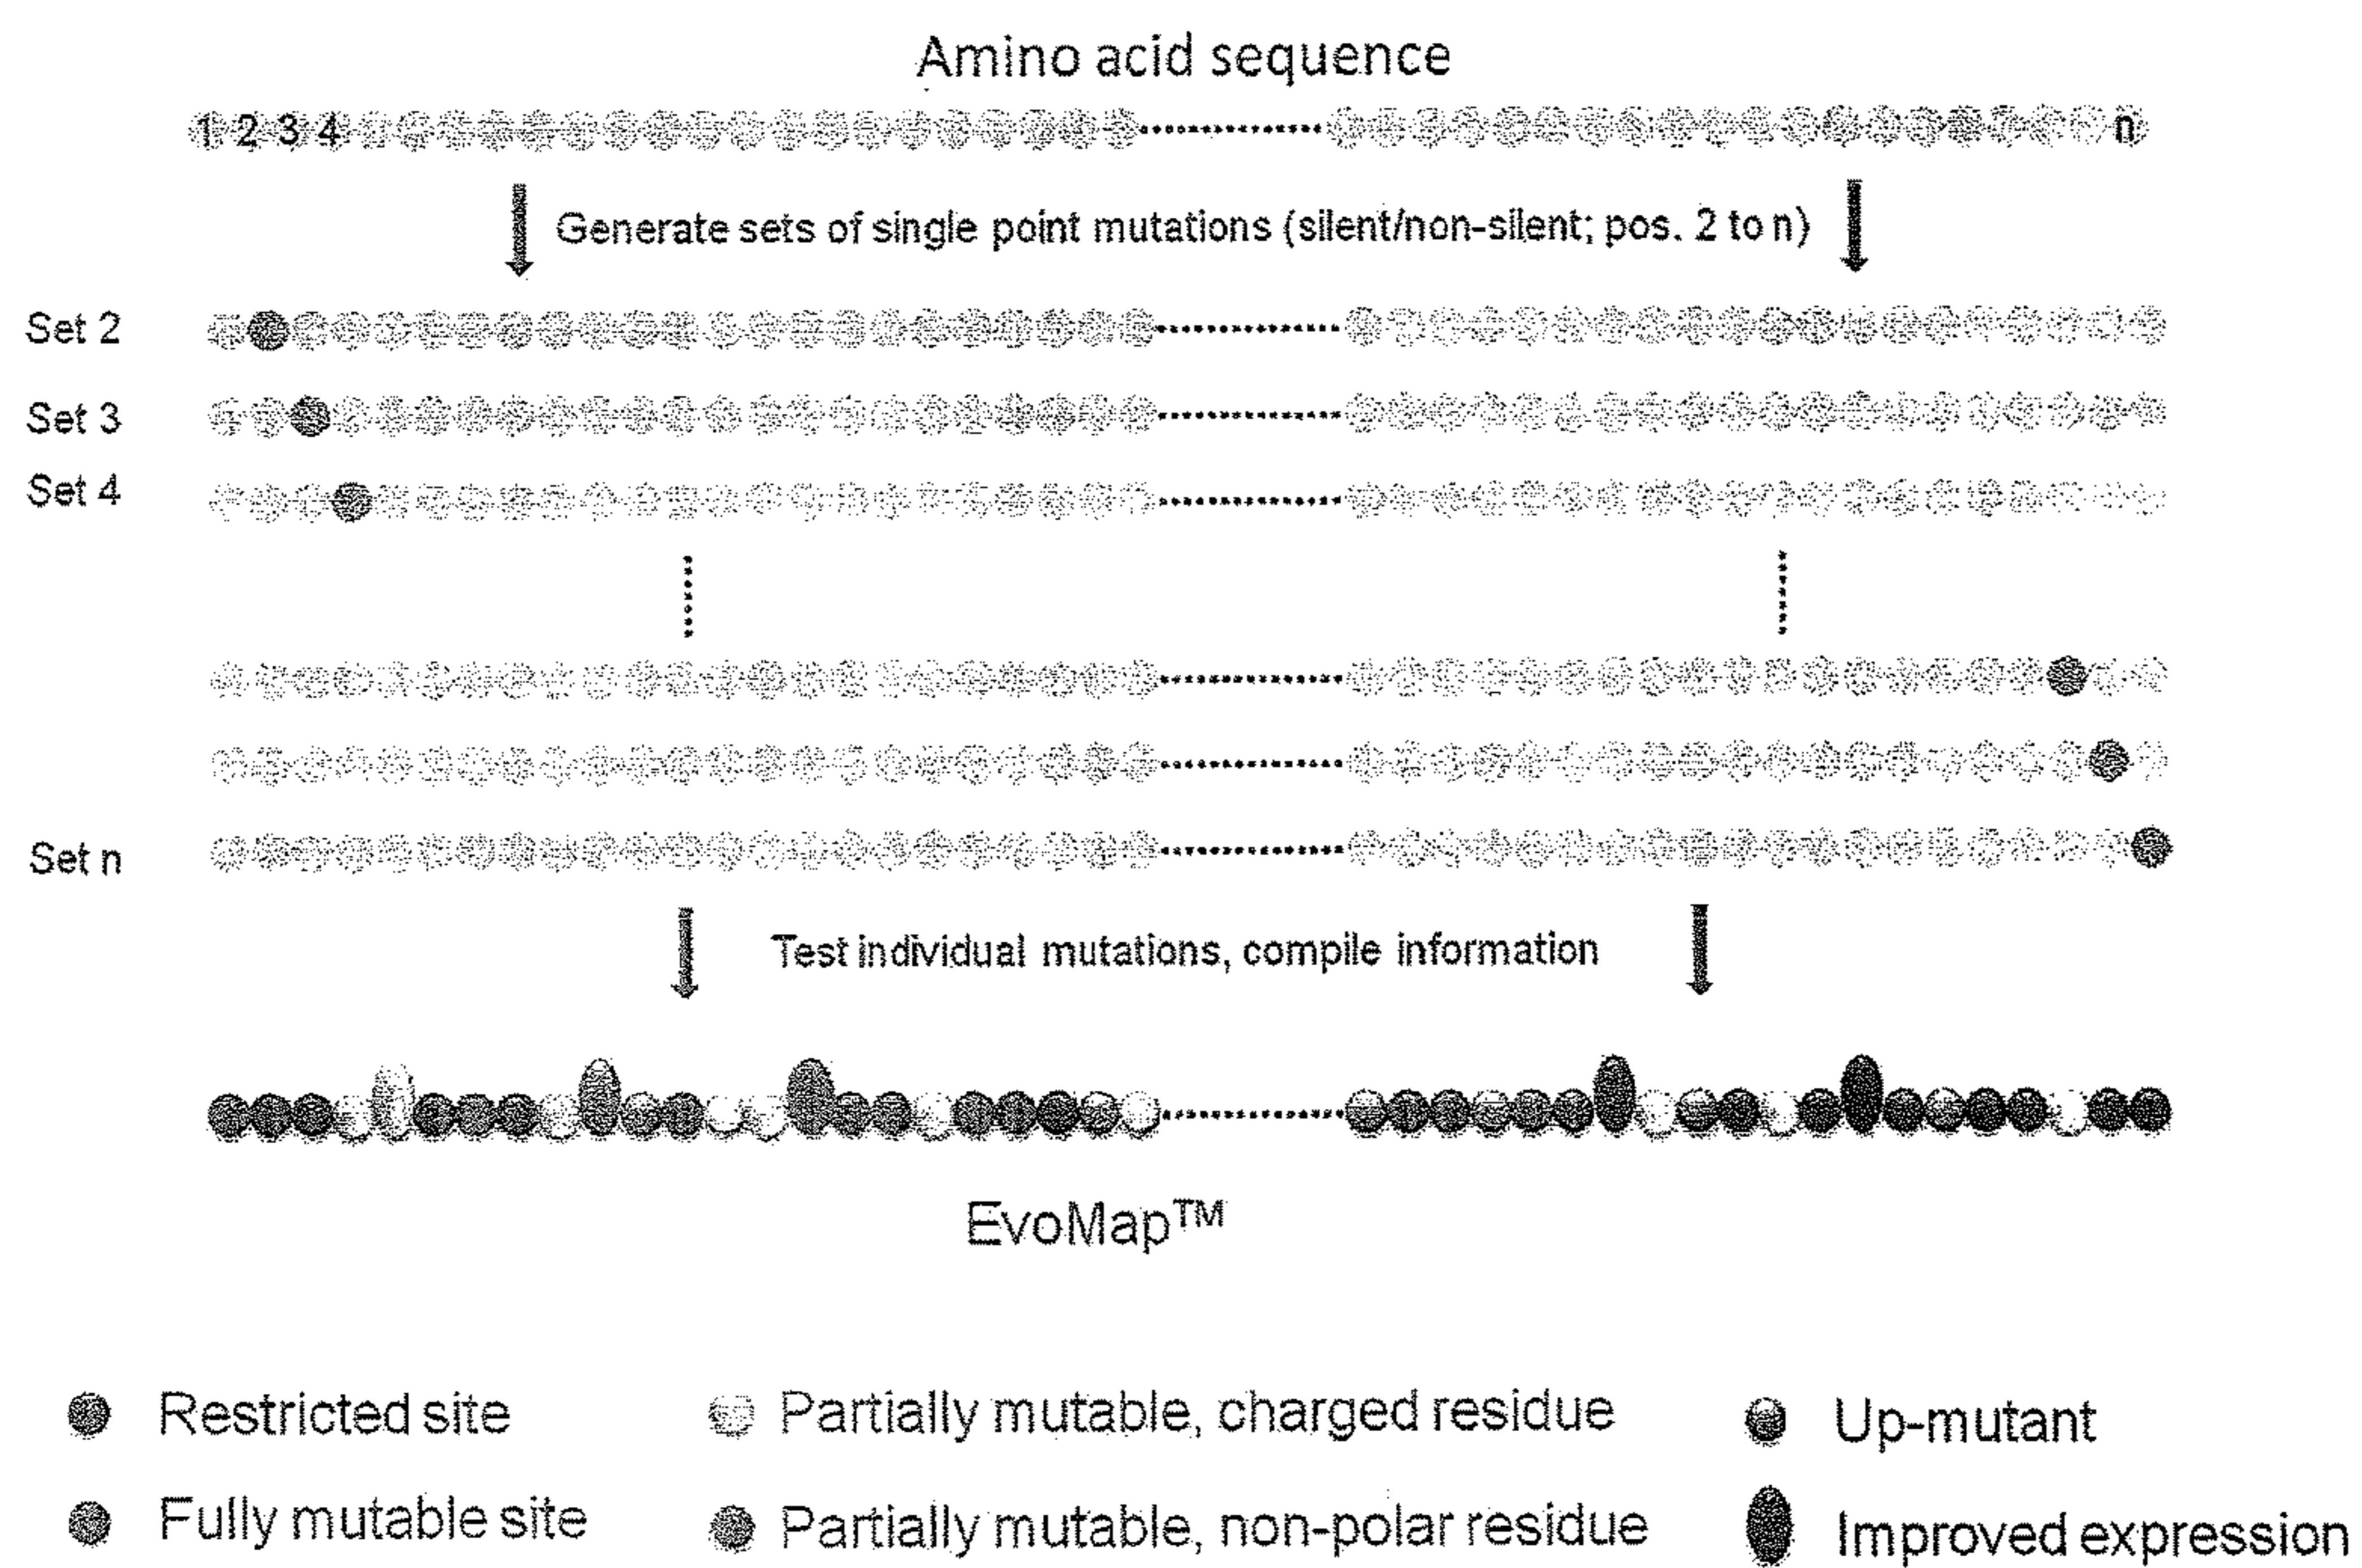 Amino acid sequence
1 2 3 4 n
Generate sets of single point mutations (silent/non-silent; pos. 2 to n)
Set 2
Set 3
Set 4
Set n
Test individual mutations, compile information
EvoMap™
Restricted site
Partially mutable, charged residue
Up-mutant
Fully mutable site
Partially mutable, non-polar residue
Improved expression